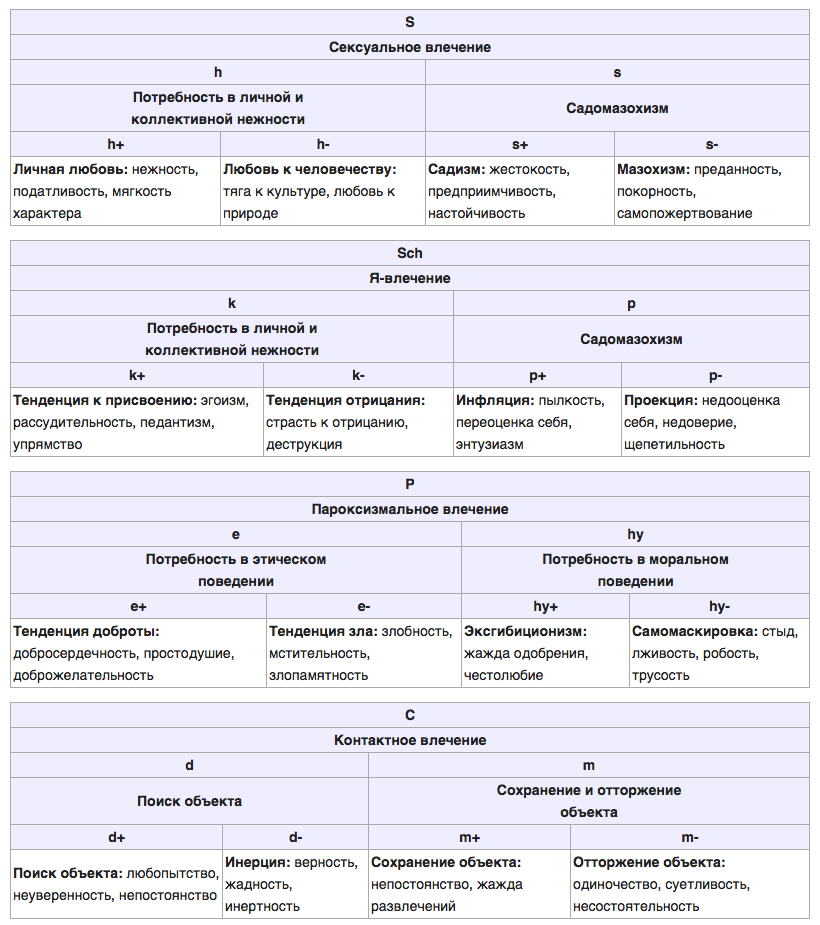 S
Сексуальное влечение
h s
Потребность в личной и
коллективной нежности
Садомазохизм
h+ h- s+ s-
Личная любовь: нежность,
податливость, мягкость
характера
Любовь к человечеству:
тяга к культуре, любовь к
природе
Садизм: жестокость,
предприимчивость,
настойчивость
Мазохизм: преданность,
покорность,
самопожертвование
Sch
Я-влечение
k p
Потребность в личной и
коллективной нежности
Садомазохизм
k+ k- p+ p-
Тенденция к присвоению: эгоизм,
рассудительность, педантизм,
упрямство
Тенденция отрицания:
страсть к отрицанию,
деструкция
Инфляция: пылкость,
переоценка себя,
энтузиазм
Проекция: недооценка
себя, недоверие,
щепетильность
P
Пароксизмальное влечение
e hy
Потребность в этическом
поведении
Потребность в моральном
поведении
e+ e- hy+ hy-
Тенденция доброты:
добросердечность, простодушие,
доброжелательность
Тенденция зла: злобность,
мстительность,
злопамятность
Эксгибиционизм:
жажда одобрения,
честолюбие
Самомаскировка: стыд,
лживость, робость,
трусость
C
Контактное влечение
d m
Поиск объекта
Сохранение и отторжение
объекта
d+ d- m+ m-
Поиск объекта: любопытство,
неуверенность, непостоянство
Инерция: верность,
жадность,
инертность
Сохранение объекта:
непостоянство, жажда
развлечений
Отторжение объекта:
одиночество, суетливость,
несостоятельность